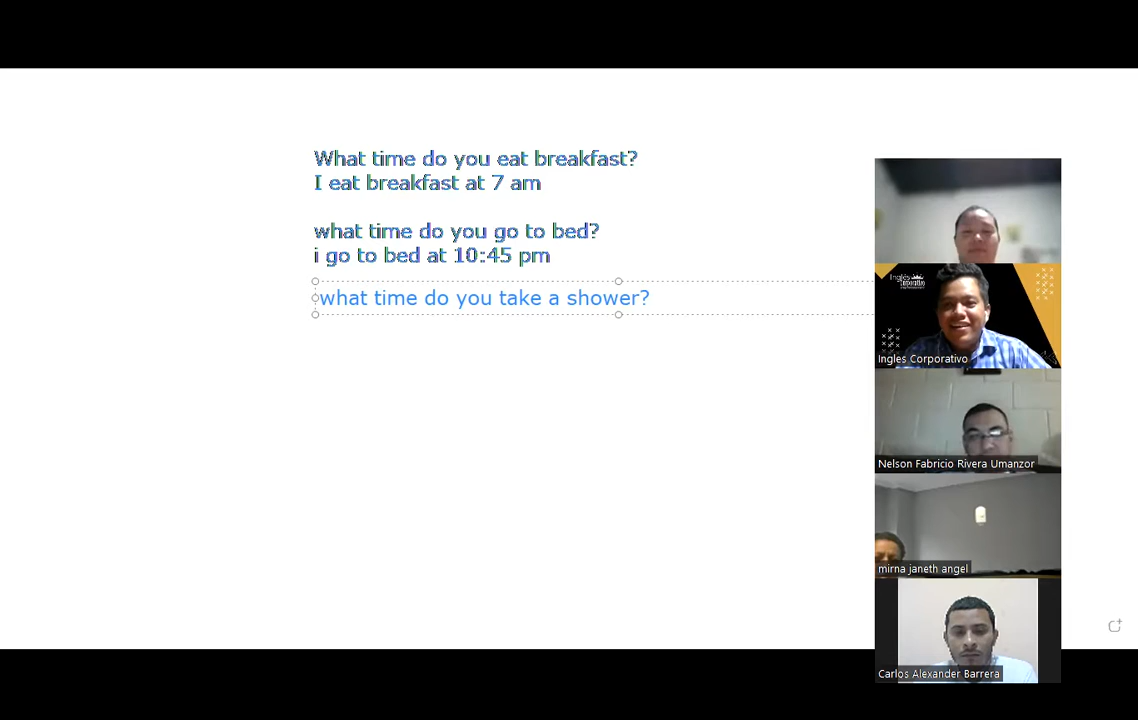 What time do you eat breakfast?
I eat breakfast at 7 am
what time do you go to bed?
i go to bed at 10:45 pm
what time do you take a shower?
Inglés
Corporativo
Ingles Corporativo
Nelson Fabricio Rivera Umanzor
mirna janeth angel
Carlos Alexander Barrera